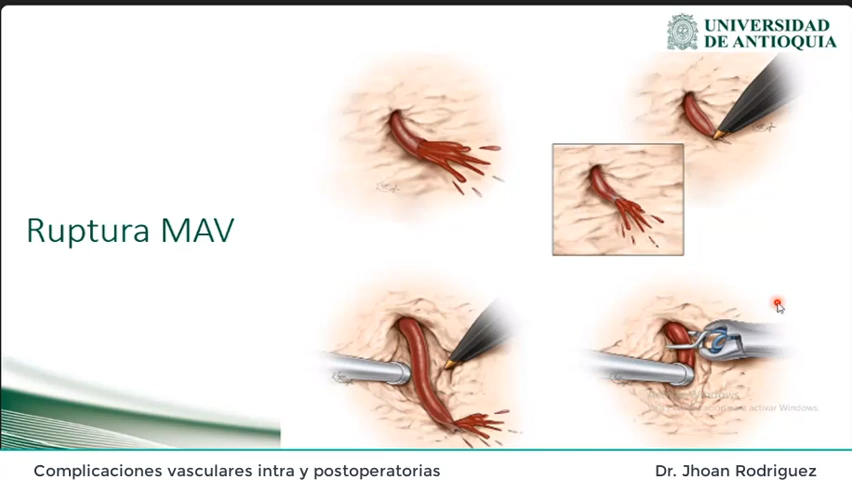 UNIVERSIDAD
DE ANTIOQUIA
Ruptura MAV
Complicaciones vasculares intra y postoperatorias
Dr. Jhoan Rodriguez